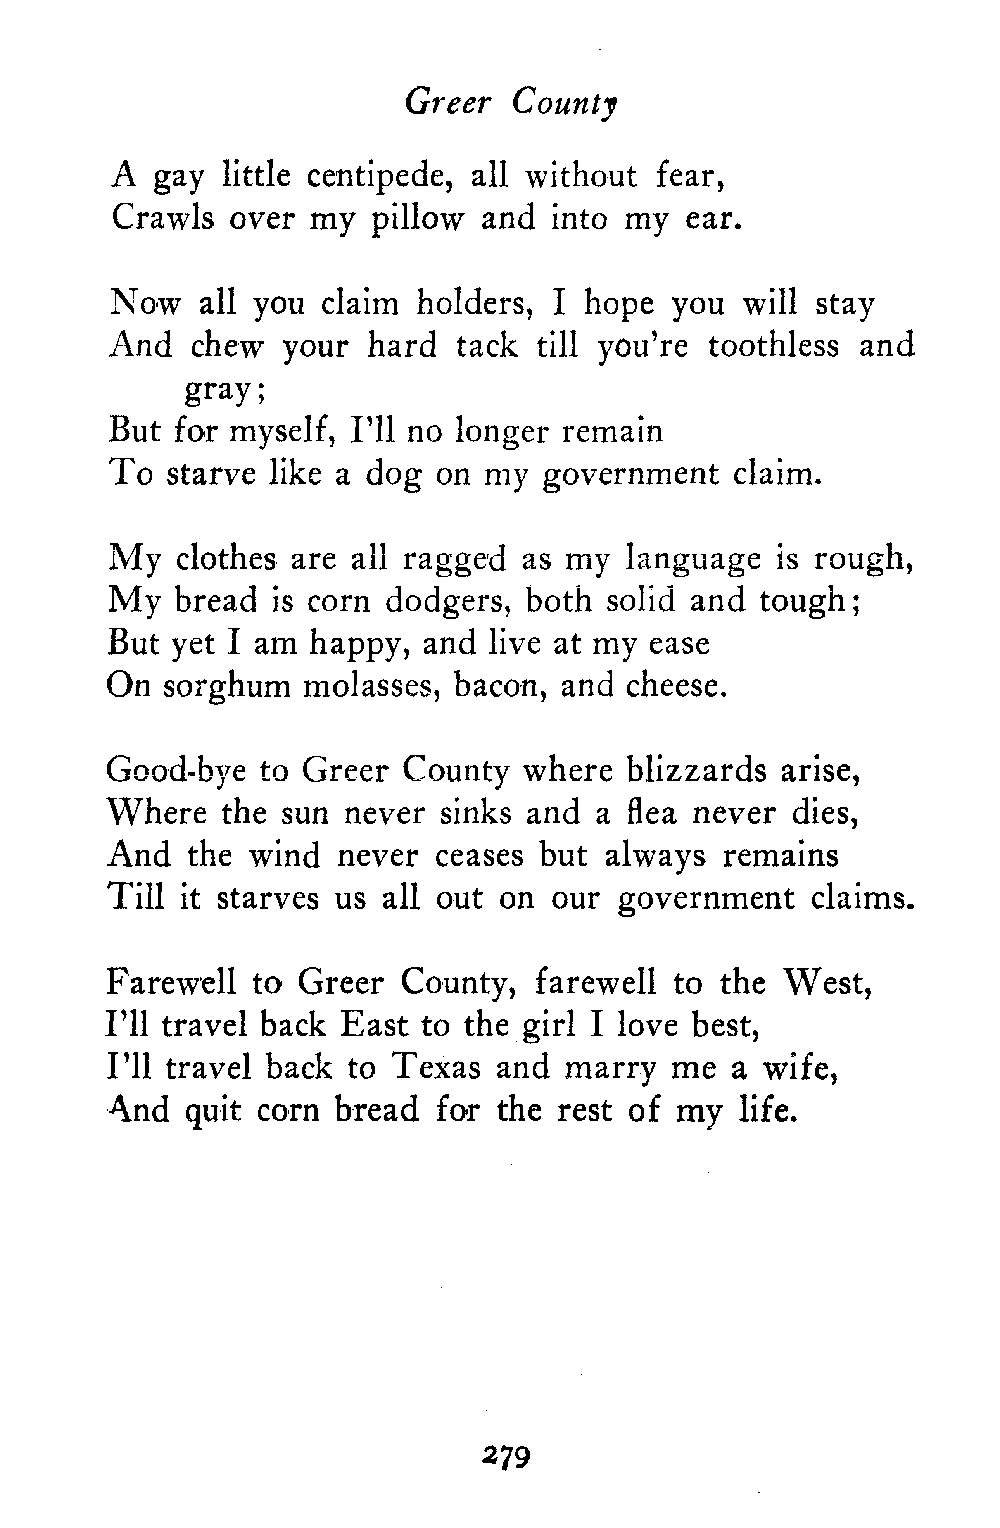 Greer County
A gay little centipede, all without fear,
Crawls over my pillow and into my ear.
Now all you claim holders, I hope you will stay
And chew your hard tack till you're toothless and
gray;
But for myself, I'll no longer remain
To starve like a dog on my government claim.
My clothes are all ragged as my language is rough,
My bread is corn dodgers, both solid and tough;
But yet I am happy, and live at my ease
On sorghum molasses, bacon, and cheese.
Good-bye to Greer County where blizzards arise,
Where the sun never sinks and a flea never dies,
And the wind never ceases but always remains
Till it starves us all out on our government claims.
Farewell to Greer County, farewell to the West,
I'll travel back East to the girl I love best,
I'll travel back to Texas and marry me a wife,
And quit corn bread for the rest of my life.
279